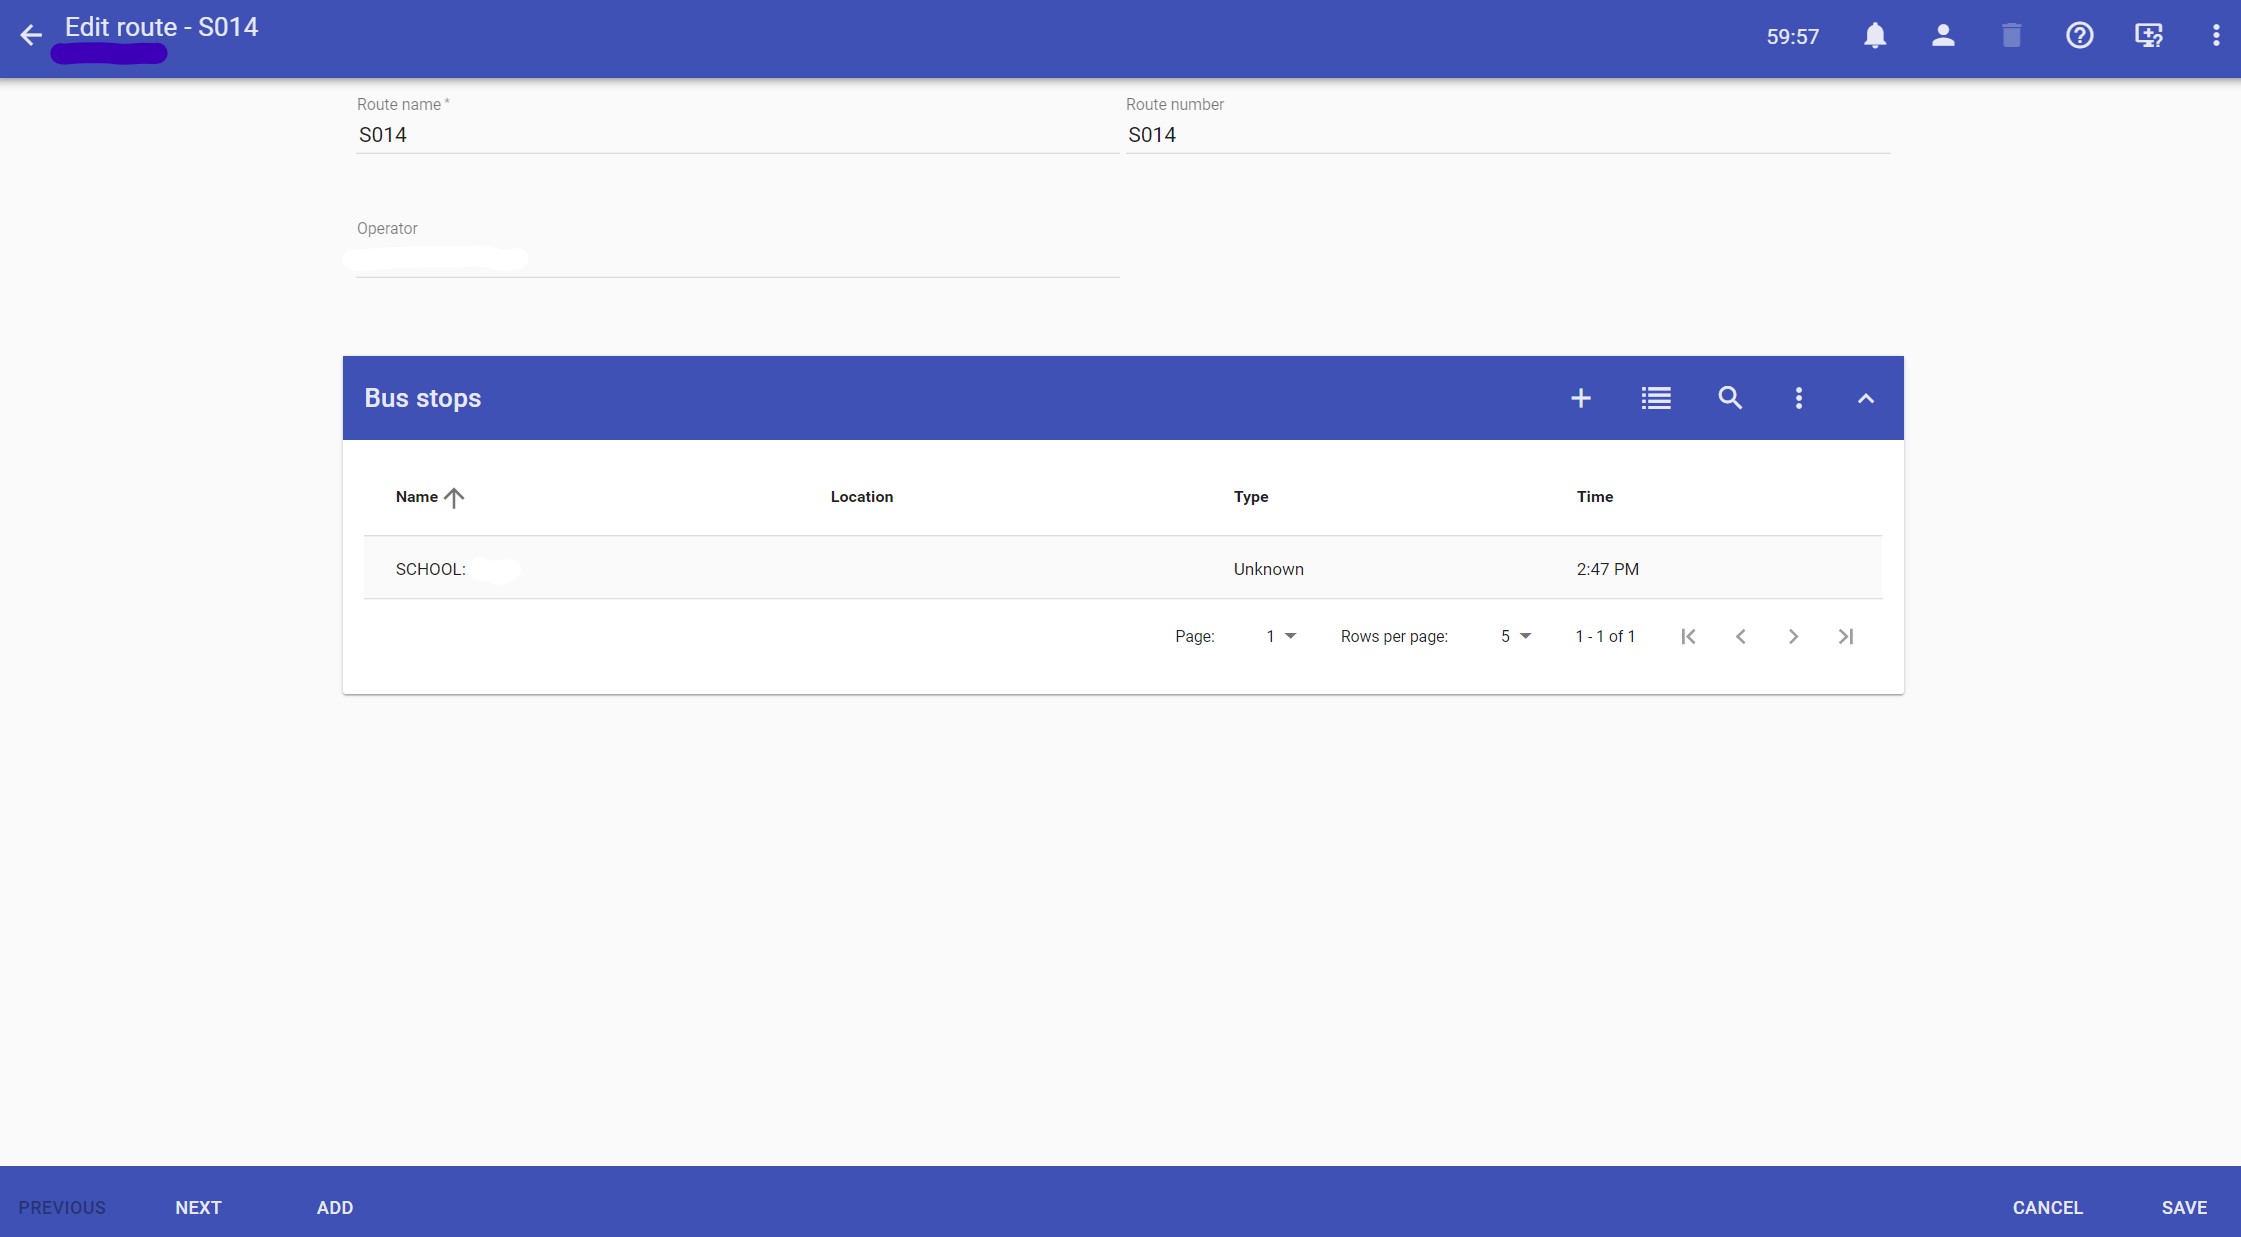 Edit route - S014
59:57
Route name *
Route number
S014
S014
Operator
Bus stops
Name Location Type Time
SCHOOL: Unknown 2:47 PM
Page: 1 Rows per page: 5 1 - 1 of 1
PREVIOUS NEXT ADD CANCEL SAVE